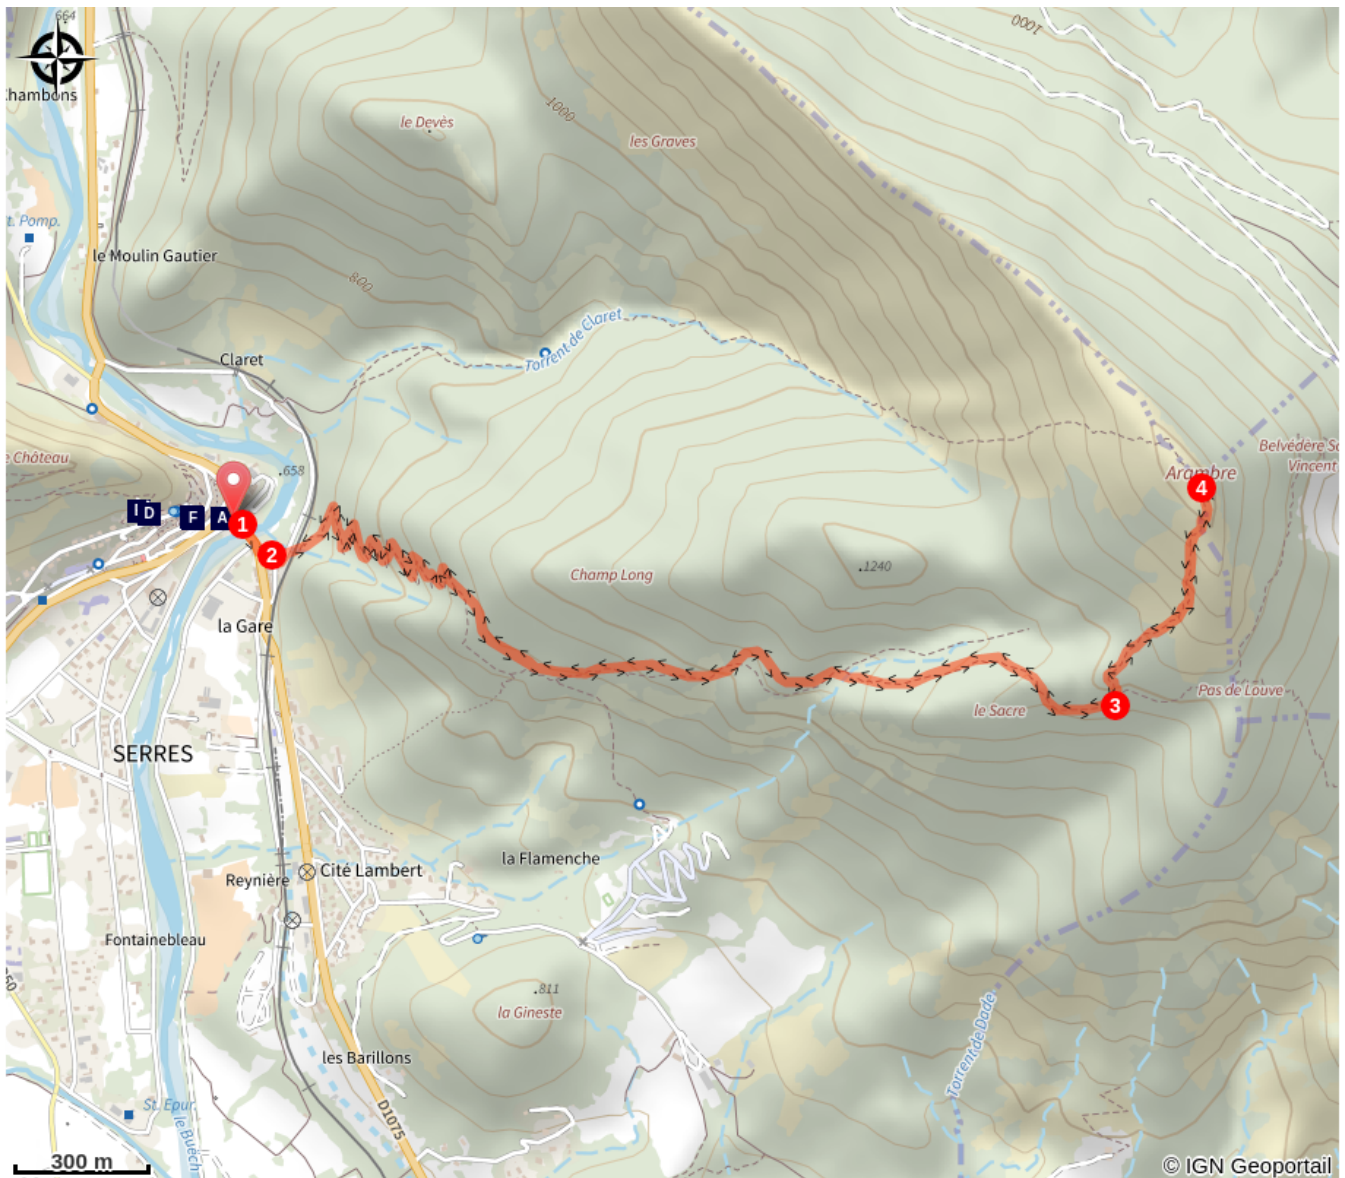 664
Chambons
1000
le Devès
1000
les Graves
t. Pomp.
le Moulin Gautier
800
Torrent de Claret
Claret
Château
.658
Belvédère S
Vincent
Arambre
4
I D F A
1
2
Champ Long
.1240
la Gare
Pas de Louve
3
le Sacre
SERRES
la Flamenche
Cité Lambert
Reynière
Fontainebleau
.811
la Gineste
les Barillons
Torrent de Dade
D1075
St. Epur.
le Buëch
300 m
© IGN Geoportail